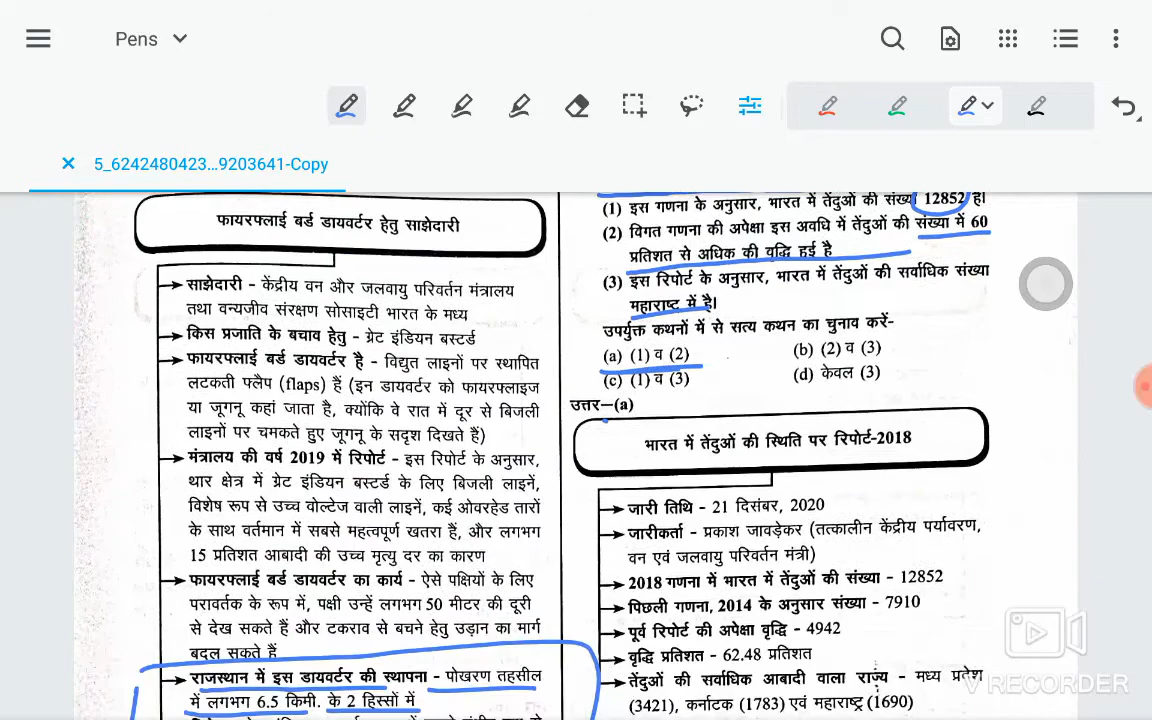 Pens
5_6242480423...9203641-Copy
फायरफ्लाई बर्ड डायवर्टर हेतु साझेदारी
साझेदारी - केंद्रीय वन और जलवायु परिवर्तन मंत्रालय
तथा वन्यजीव संरक्षण सोसाइटी भारत के मध्य
किस प्रजाति के बचाव हेतु - ग्रेट इंडियन बस्टर्ड
फायरफ्लाई बर्ड डायवर्टर है - विद्युत लाइनों पर स्थापित
लटकती फ्लैप (flaps) हैं (इन डायवर्टर को फायरफ्लाइज
या जूगनू कहां जाता है, क्योंकि वे रात में दूर से बिजली
लाइनों पर चमकते हुए जूगनू के सदृश दिखते हैं)
मंत्रालय की वर्ष 2019 में रिपोर्ट - इस रिपोर्ट के अनुसार,
थार क्षेत्र में ग्रेट इंडियन बस्टर्ड के लिए बिजली लाइनें,
विशेष रूप से उच्च वोल्टेज वाली लाइनें, कई ओवरहेड तारों
के साथ वर्तमान में सबसे महत्वपूर्ण खतरा हैं, और लगभग
15 प्रतिशत आबादी की उच्च मृत्यु दर का कारण
फायरफ्लाई बर्ड डायवर्टर का कार्य - ऐसे पक्षियों के लिए
परावर्तक के रूप में, पक्षी उन्हें लगभग 50 मीटर की दूरी
से देख सकते हैं और टकराव से बचने हेतु उड़ान का मार्ग
बदल सकते हैं
राजस्थान में इस डायवर्टर की स्थापना - पोखरण तहसील
में लगभग 6.5 किमी. के 2 हिस्सों में
(1) इस गणना के अनुसार, भारत में तेंदुओं की संख्या 12852 है।
(2) विगत गणना की अपेक्षा इस अवधि में तेंदुओं की संख्या में 60
प्रतिशत से अधिक की वृद्धि हुई है
(3) इस रिपोर्ट के अनुसार, भारत में तेंदुओं की सर्वाधिक संख्या
महाराष्ट में है।
उपर्युक्त कथनों में से सत्य कथन का चुनाव करें-
(a) (1) व (2) (b) (2) व (3)
(c) (1) व (3) (d) केवल (3)
उत्तर–(a)
भारत में तेंदुओं की स्थिति पर रिपोर्ट-2018
जारी तिथि - 21 दिसंबर, 2020
जारीकर्ता - प्रकाश जावड़ेकर (तत्कालीन केंद्रीय पर्यावरण,
वन एवं जलवायु परिवर्तन मंत्री)
2018 गणना में भारत में तेंदुओं की संख्या - 12852
पिछली गणना, 2014 के अनुसार संख्या - 7910
पूर्व रिपोर्ट की अपेक्षा वृद्धि - 4942
वृद्धि प्रतिशत - 62.48 प्रतिशत
तेंदुओं की सर्वाधिक आबादी वाला राज्य - मध्य प्रदेश
(3421), कर्नाटक (1783) एवं महाराष्ट्र (1690)
V RECORDER